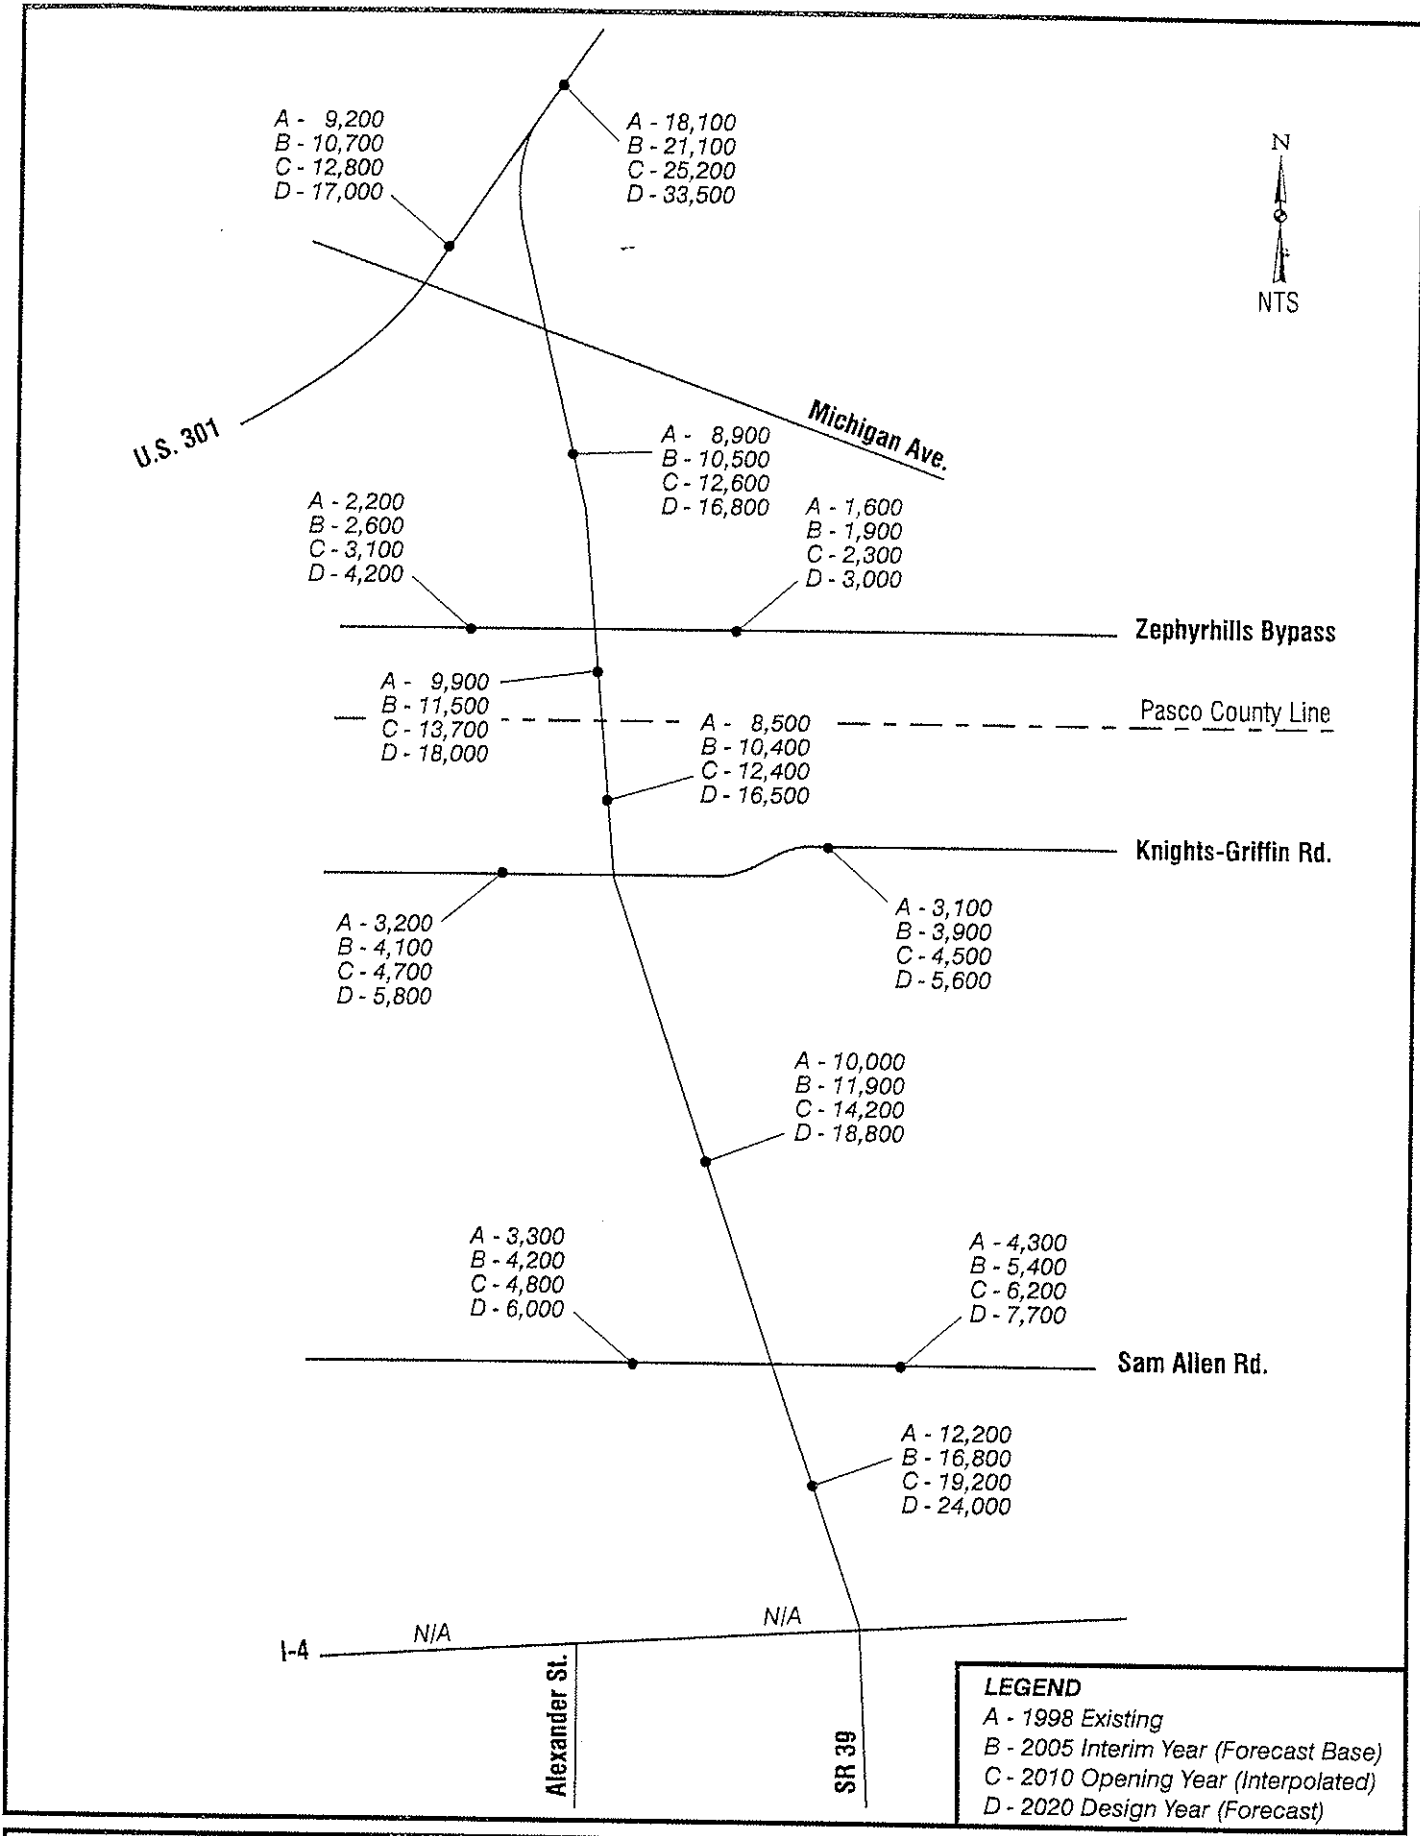 A - 9,200
B - 10,700
C - 12,800
D - 17,000
A - 18,100
B - 21,100
C - 25,200
D - 33,500
N
NTS
U.S. 301
Michigan Ave.
A - 8,900
B - 10,500
C - 12,600
D - 16,800
A - 2,200
B - 2,600
C - 3,100
D - 4,200
A - 1,600
B - 1,900
C - 2,300
D - 3,000
Zephyrhills Bypass
A - 9,900
B - 11,500
C - 13,700
D - 18,000
Pasco County Line
A - 8,500
B - 10,400
C - 12,400
D - 16,500
Knights-Griffin Rd.
A - 3,200
B - 4,100
C - 4,700
D - 5,800
A - 3,100
B - 3,900
C - 4,500
D - 5,600
A - 10,000
B - 11,900
C - 14,200
D - 18,800
A - 3,300
B - 4,200
C - 4,800
D - 6,000
A - 4,300
B - 5,400
C - 6,200
D - 7,700
Sam Allen Rd.
A - 12,200
B - 16,800
C - 19,200
D - 24,000
I-4
N/A
N/A
Alexander St.
SR 39
LEGEND
A - 1998 Existing
B - 2005 Interim Year (Forecast Base)
C - 2010 Opening Year (Interpolated)
D - 2020 Design Year (Forecast)